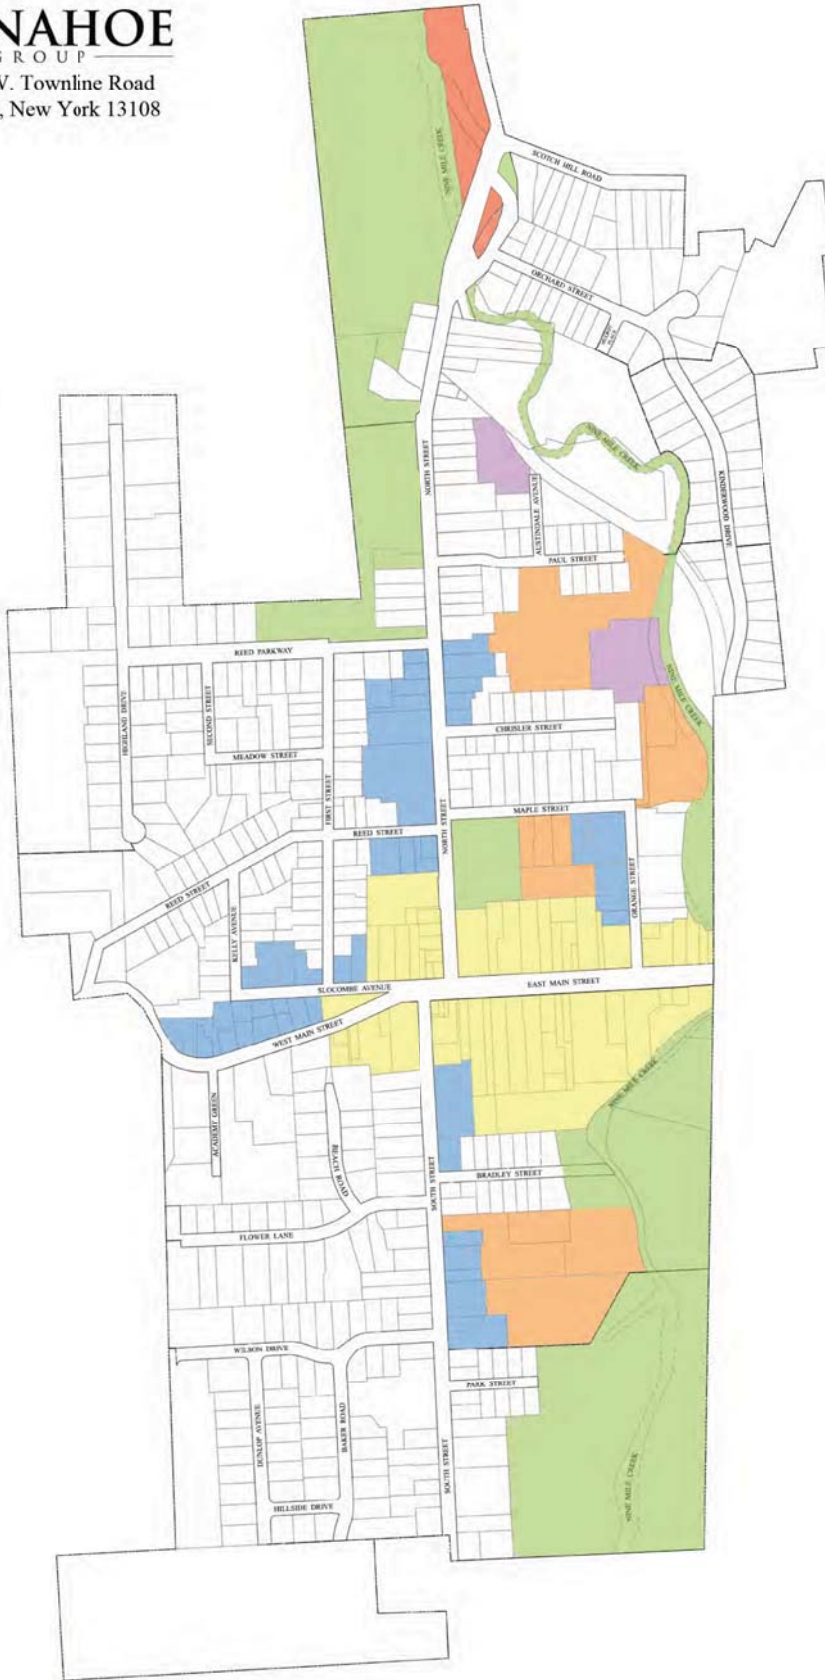 NAHOE
GROUP
W. Townline Road
, New York 13108
NINE MILE CREEK
SCOTCH HILL ROAD
ORCHARD STREET
NORTH STREET
NINE MILE CREEK
KINDERWOOD DRIVE
AUSTINDALE AVENUE
PAUL STREET
REED PARKWAY
HIGHLAND DRIVE
SECOND STREET
NINE MILE CREEK
CHRISLER STREET
MEADOW STREET
FIRST STREET
NORTH STREET
MAPLE STREET
REED STREET
REED STREET
ORANGE STREET
KELLY AVENUE
SLOCOMBE AVENUE
EAST MAIN STREET
WEST MAIN STREET
NINE MILE CREEK
ACADEMY GREEN
BEACH ROAD
SOUTH STREET
BRADLEY STREET
FLOWER LANE
WILSON DRIVE
PARK STREET
DUNLOP AVENUE
BAKER ROAD
SOUTH STREET
NINE MILE CREEK
HILLSIDE DRIVE